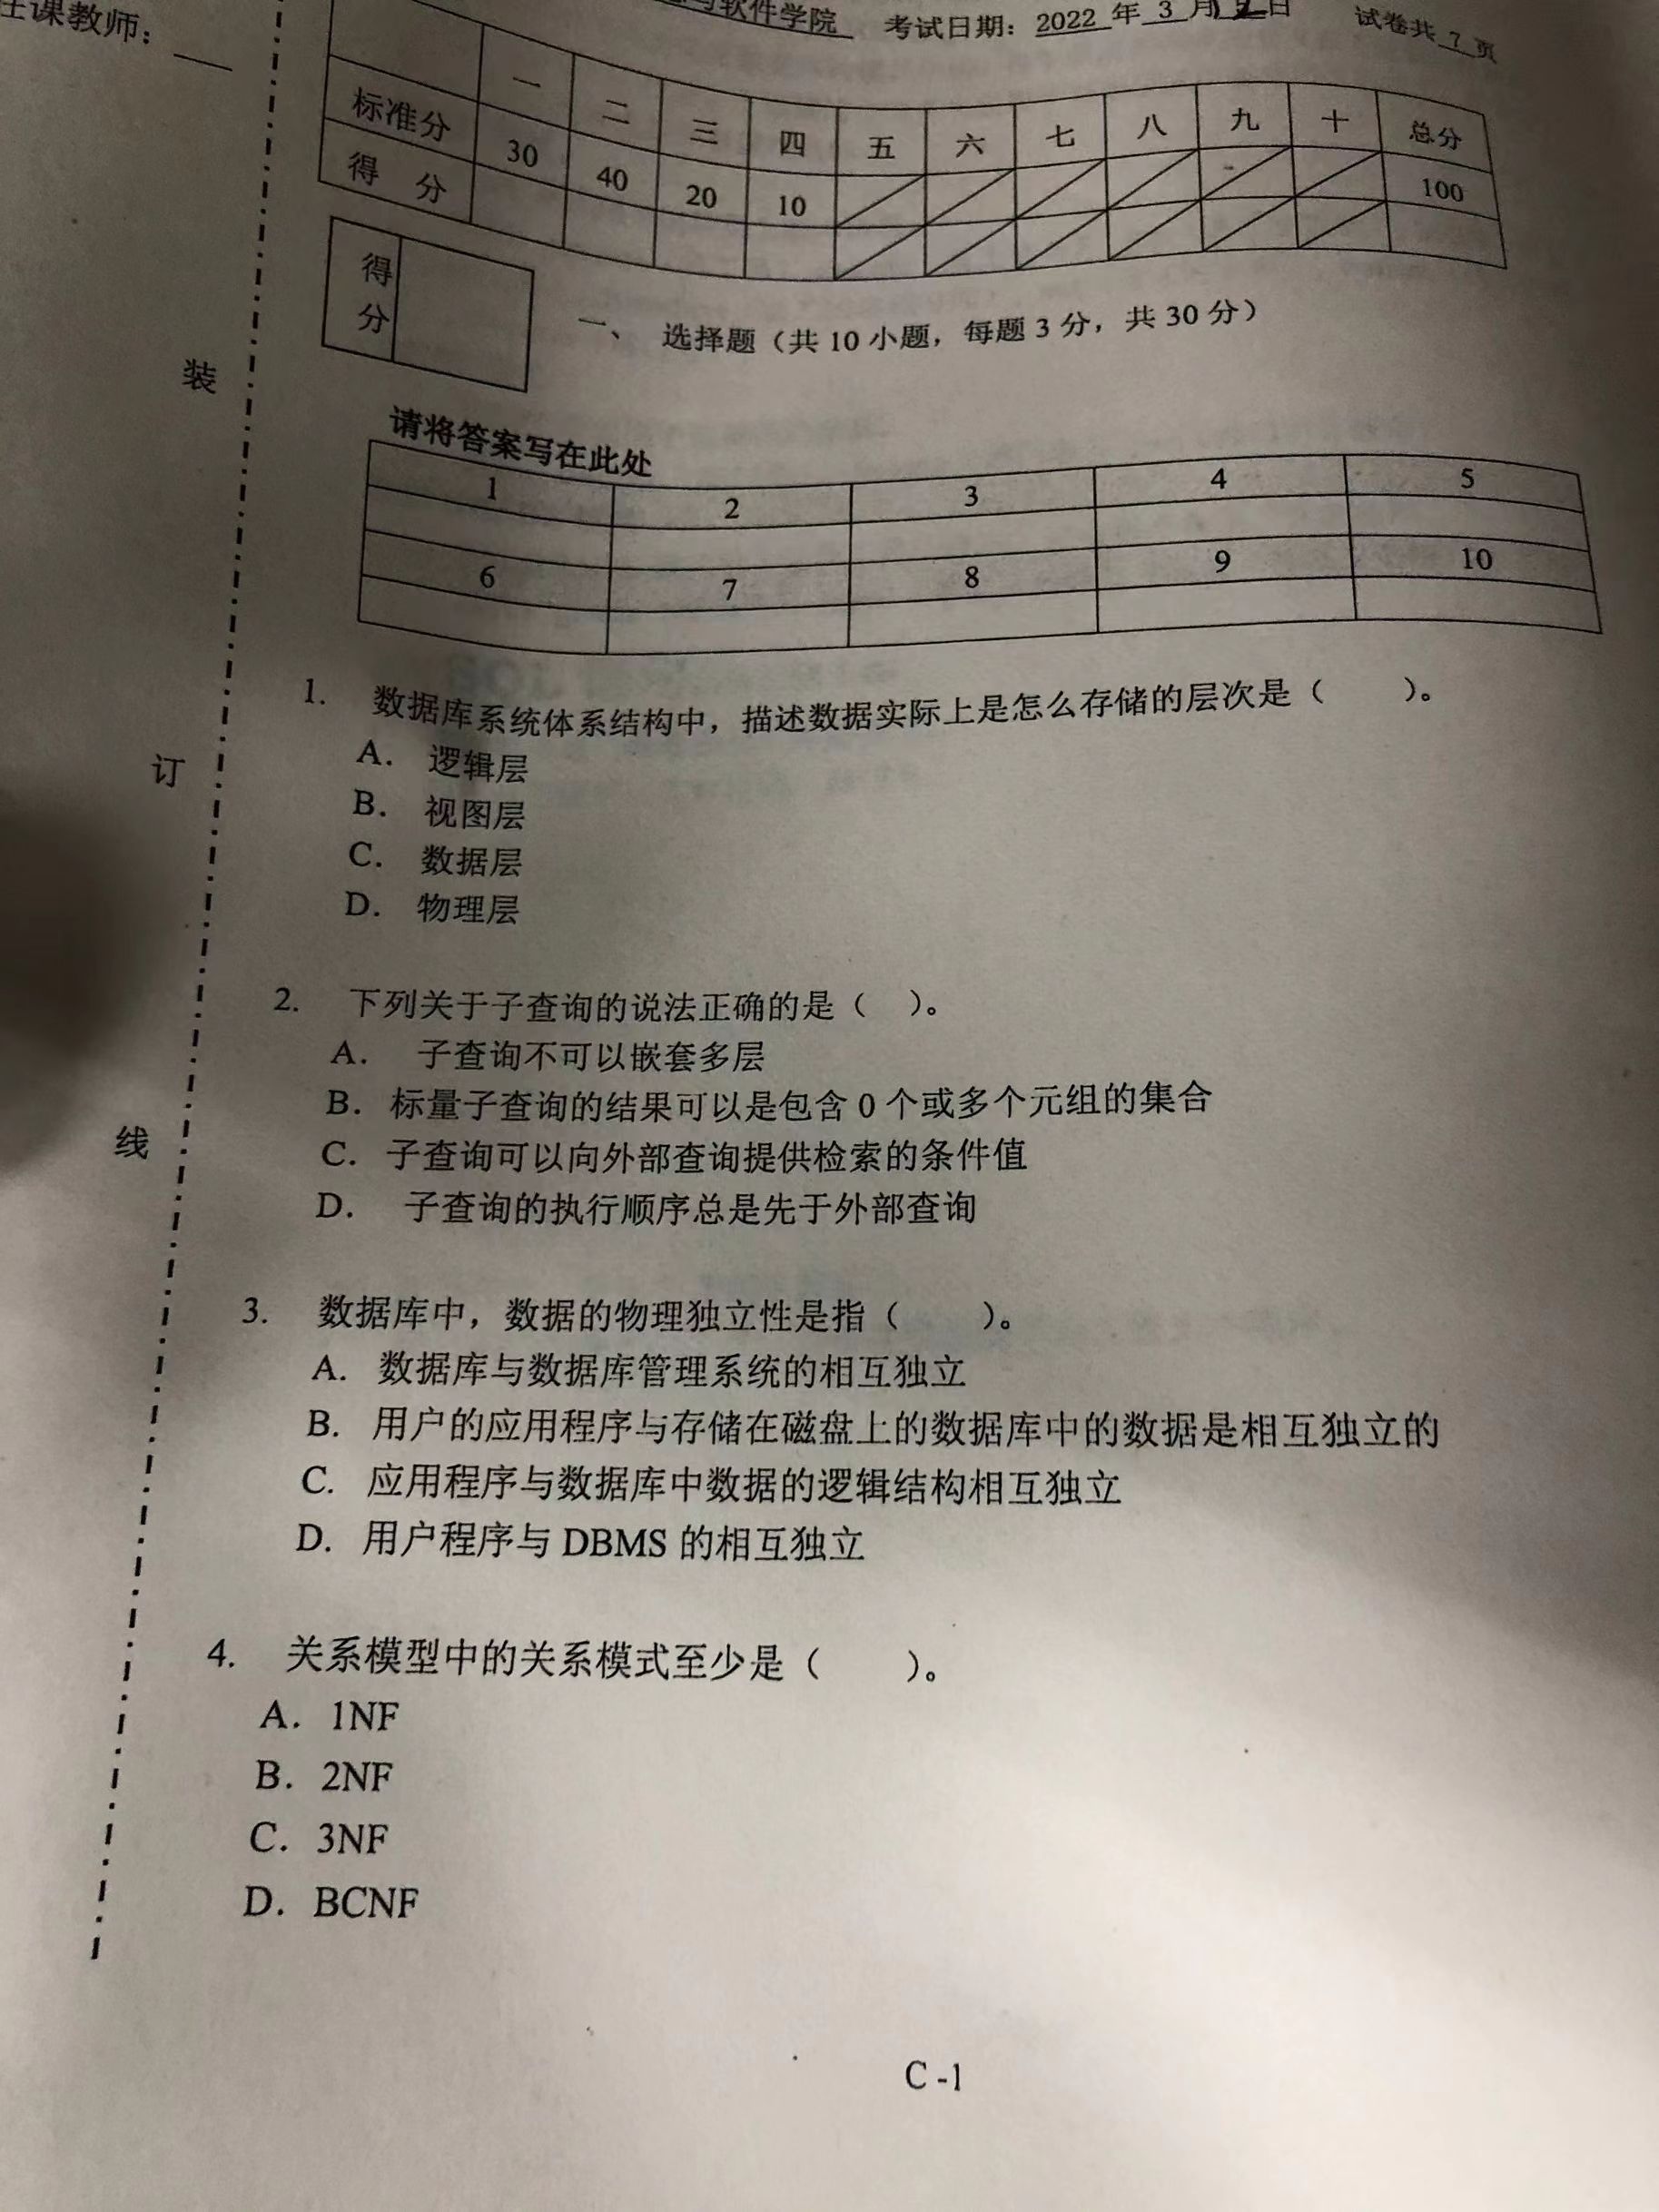 任课教师：
软件学院 考试日期：2022 年 3 月 日 试卷共 7 页
一 二 三 四 五 六 七 八 九 十 总分
标准分 30 40 20 10 100
得 分
得
分
一、 选择题（共 10 小题，每题 3 分，共 30 分）
请将答案写在此处
1 2 3 4 5
6 7 8 9 10
装
订
线
1. 数据库系统体系结构中，描述数据实际上是怎么存储的层次是（ ）。
A. 逻辑层
B. 视图层
C. 数据层
D. 物理层
2. 下列关于子查询的说法正确的是（ ）。
A. 子查询不可以嵌套多层
B. 标量子查询的结果可以是包含 0 个或多个元组的集合
C. 子查询可以向外部查询提供检索的条件值
D. 子查询的执行顺序总是先于外部查询
3. 数据库中，数据的物理独立性是指（ ）。
A. 数据库与数据库管理系统的相互独立
B. 用户的应用程序与存储在磁盘上的数据库中的数据是相互独立的
C. 应用程序与数据库中数据的逻辑结构相互独立
D. 用户程序与 DBMS 的相互独立
4. 关系模型中的关系模式至少是（ ）。
A. 1NF
B. 2NF
C. 3NF
D. BCNF
C -1